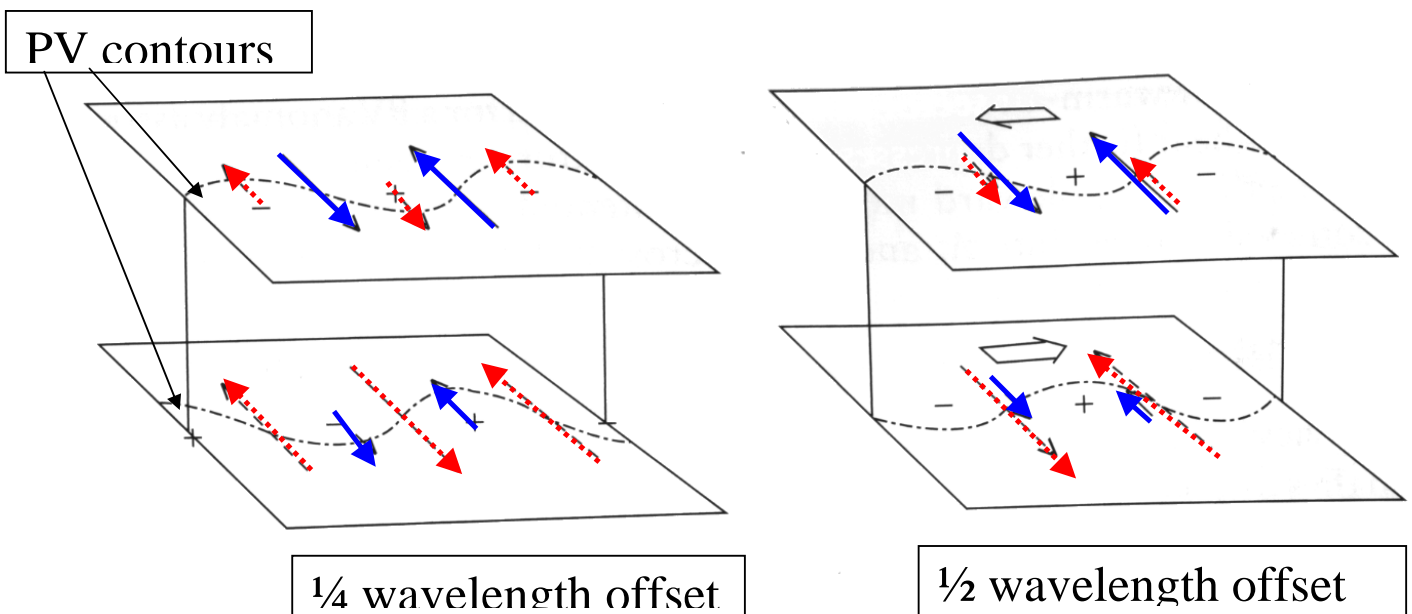 PV contours
− + −
− + −
+ − + −
− + −
¼ wavelength offset
½ wavelength offset